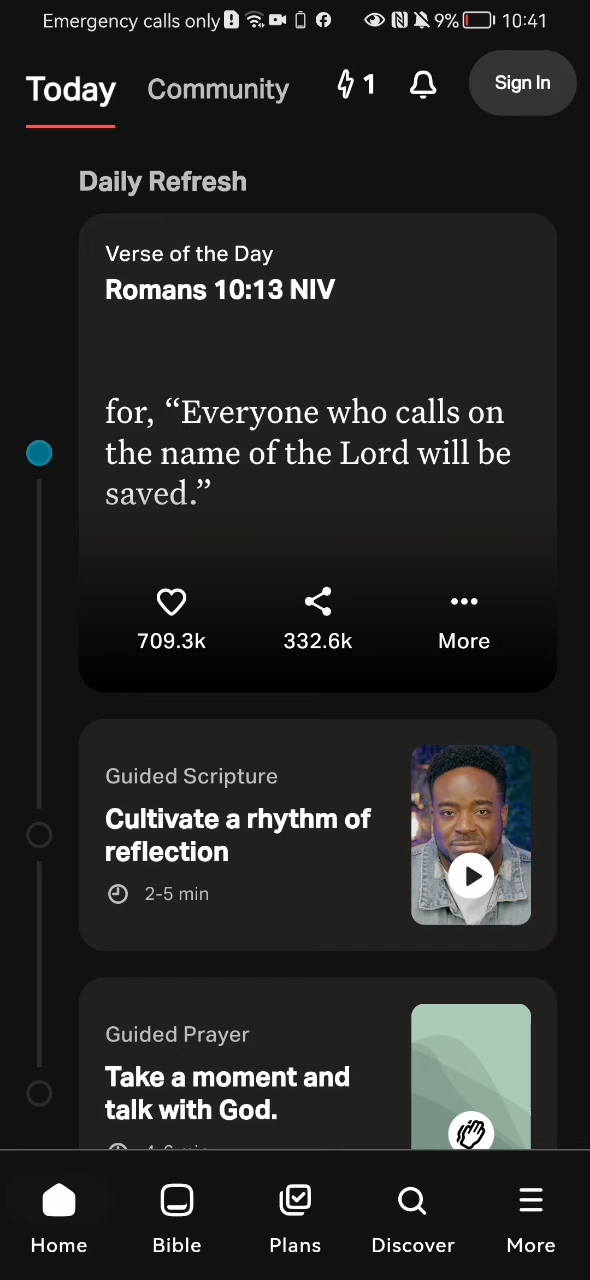 Emergency calls only 9% 10:41
Today Community 1 Sign In
Daily Refresh
Verse of the Day
Romans 10:13 NIV
for, “Everyone who calls on
the name of the Lord will be
saved.”
709.3k 332.6k More
Guided Scripture
Cultivate a rhythm of
reflection
2-5 min
Guided Prayer
Take a moment and
talk with God.
Home Bible Plans Discover More